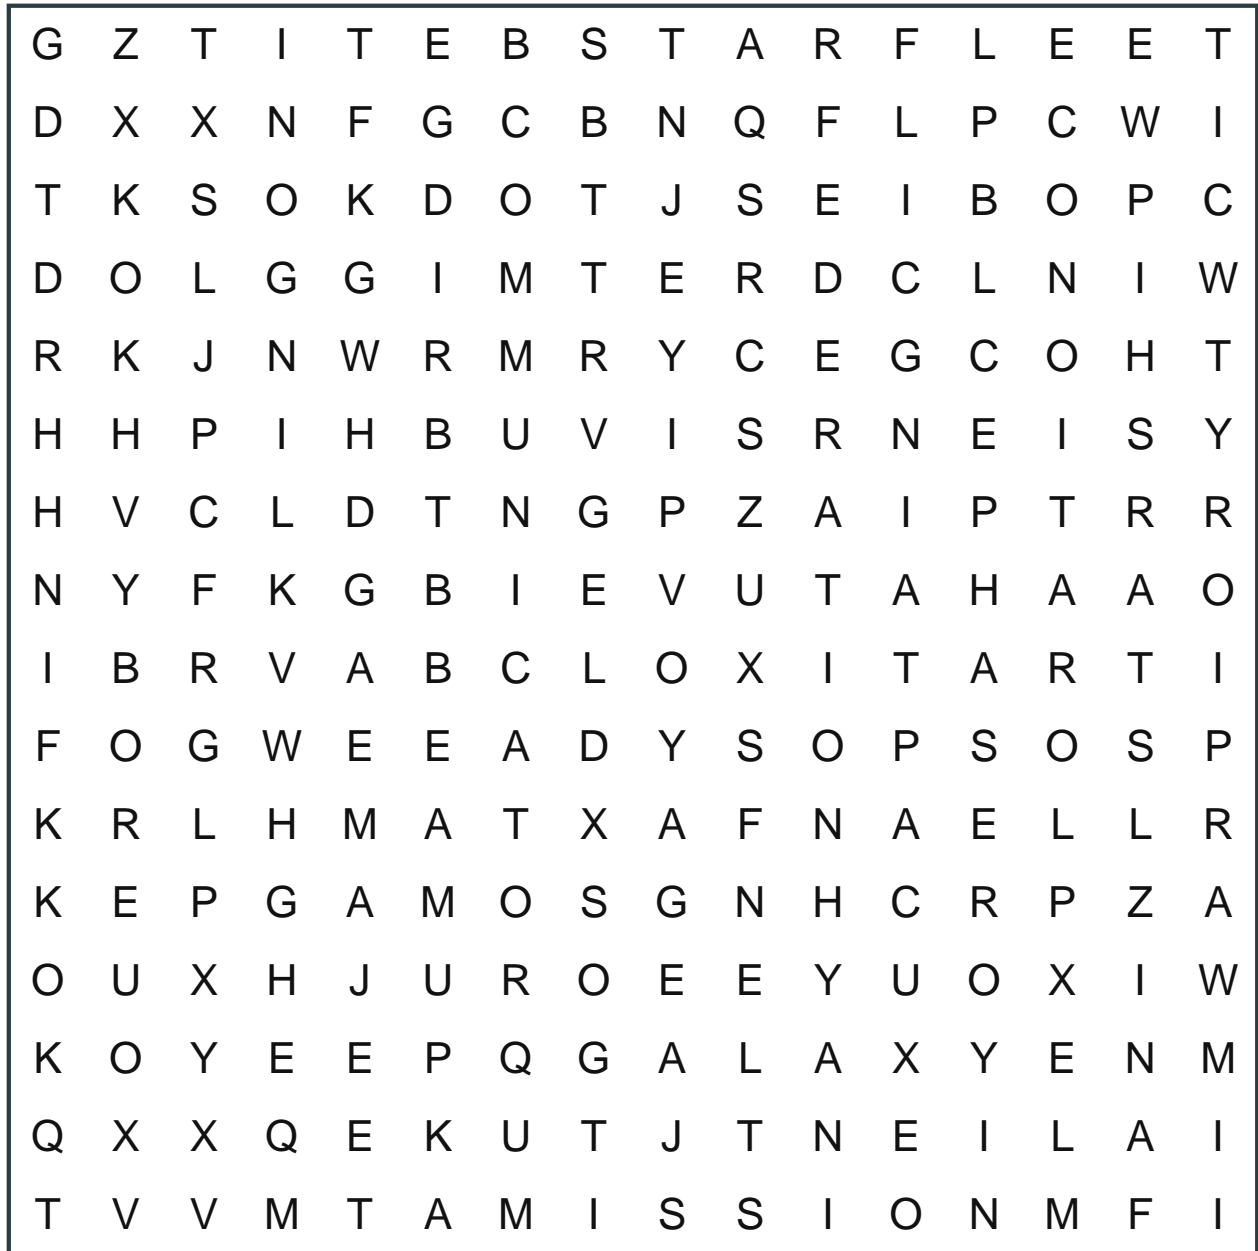 G Z T I T E B S T A R F L E E T
D X X N F G C B N Q F L P C W I
T K S O K D O T J S E I B O P C
D O L G G I M T E R D C L N I W
R K J N W R M R Y C E G C O H T
H H P I H B U V I S R N E I S Y
H V C L D T N G P Z A I P T R R
N Y F K G B I E V U T A H A A O
I B R V A B C L O X I T A R T I
F O G W E E A D Y S O P S O S P
K R L H M A T X A F N A E L L R
K E P G A M O S G N H C R P Z A
O U X H J U R O E E Y U O X I W
K O Y E E P Q G A L A X Y E N M
Q X X Q E K U T J T N E I L A I
T V V M T A M I S S I O N M F I